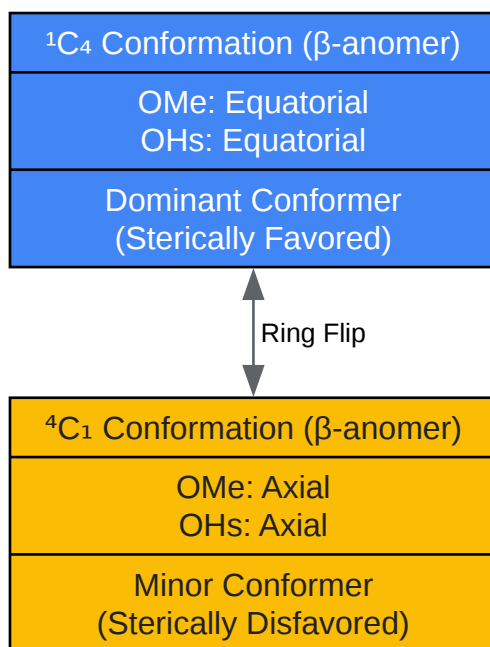 ¹C₄ Conformation (β-anomer)
OMe: Equatorial
OHs: Equatorial
Dominant Conformer
(Sterically Favored)
Ring Flip
⁴C₁ Conformation (β-anomer)
OMe: Axial
OHs: Axial
Minor Conformer
(Sterically Disfavored)